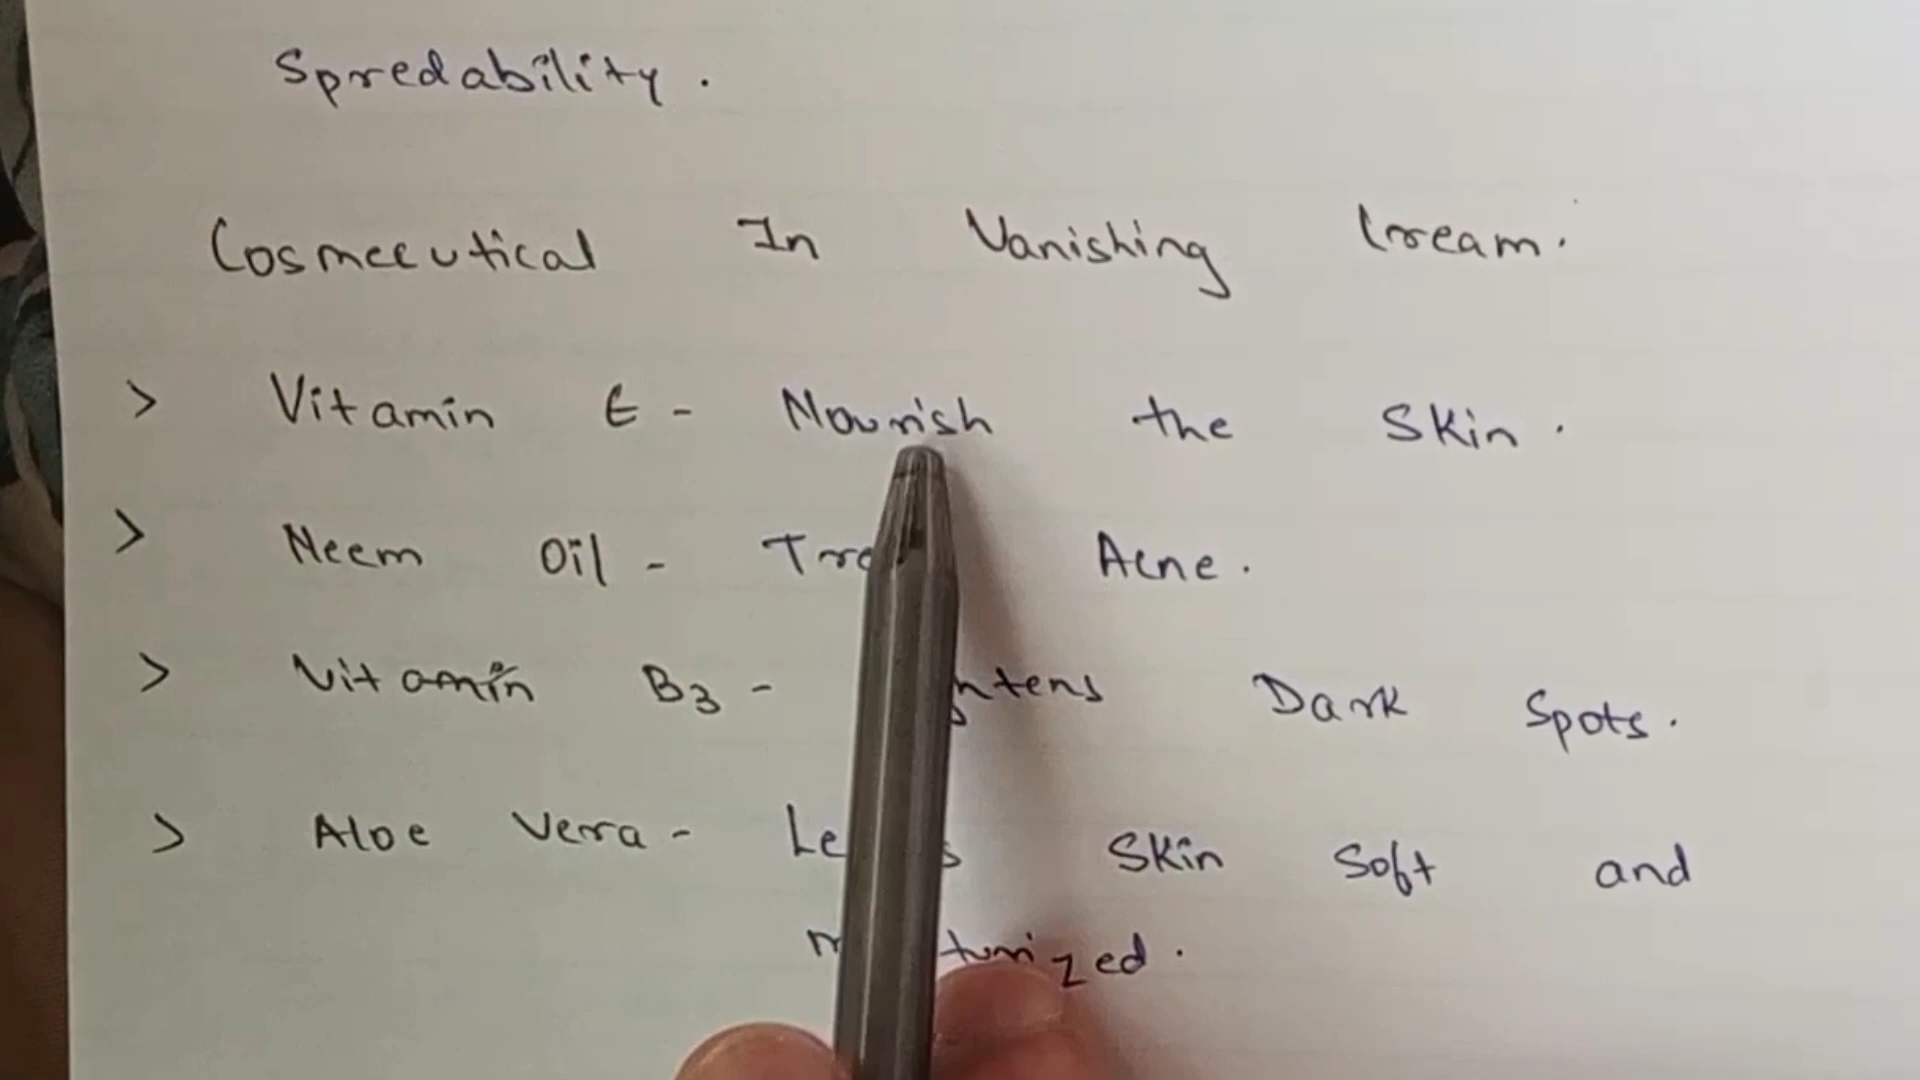 Spredability.
Cosmeeutical In Vanishing Cream.
> Vitamin E - Nourish the Skin.
> Neem Oil - Acne.
> Vitamin B3 - Dark Spots.
> Aloe Vera - Skin Soft and